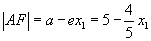 |AF| = a − ex₁ = 5 − 4/5 x₁